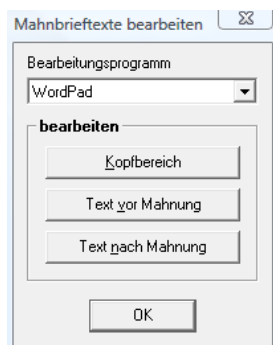 Mahnbrieftexte bearbeiten
Bearbeitungsprogramm
WordPad
bearbeiten
Kopfbereich
Text vor Mahnung
Text nach Mahnung
OK